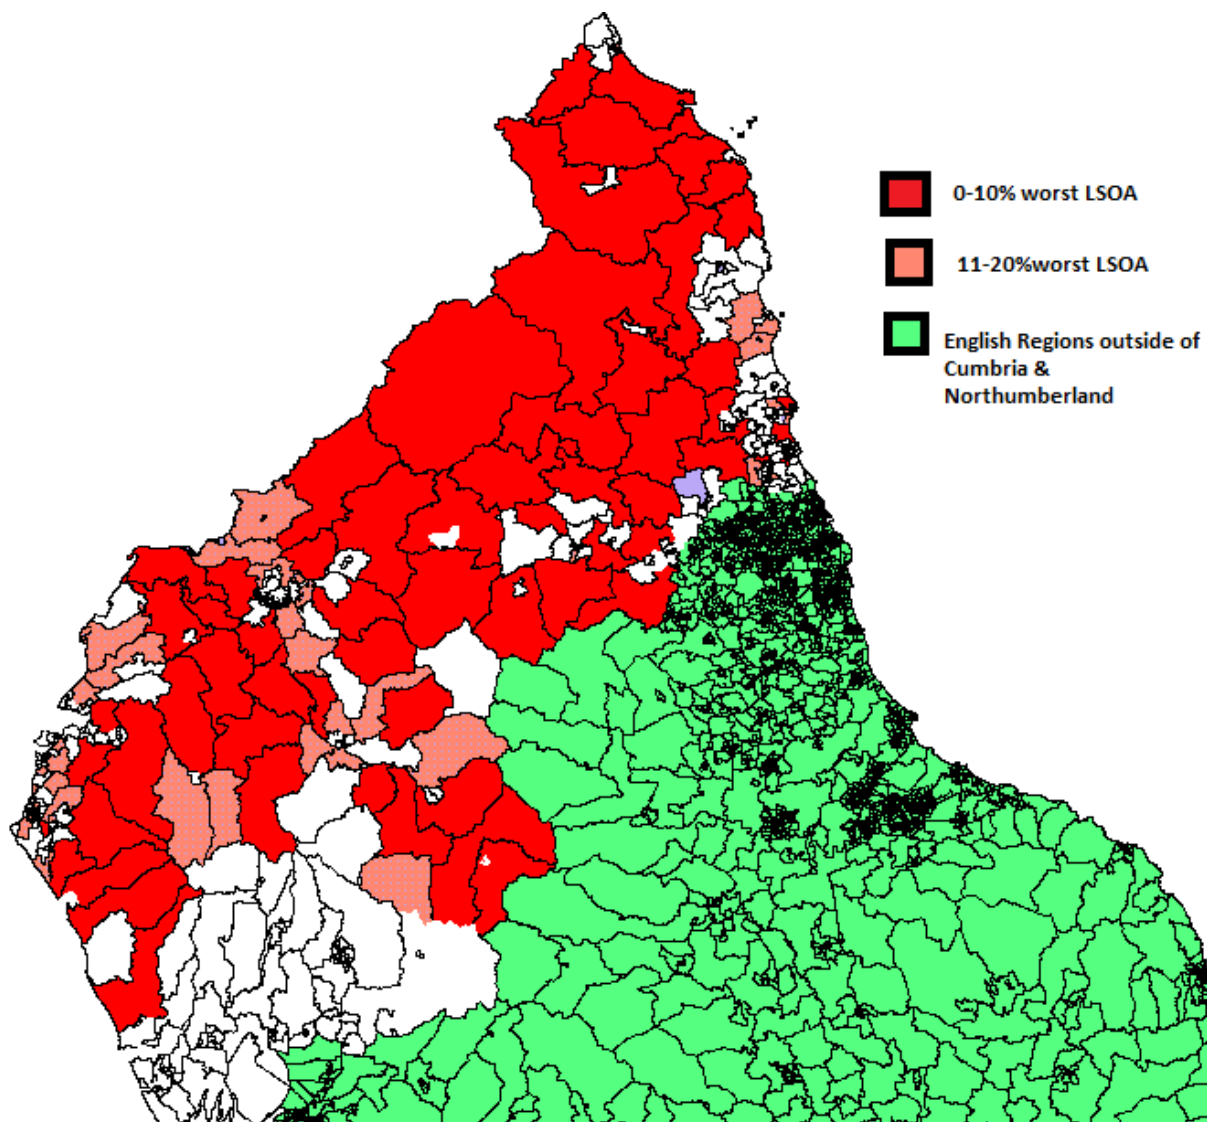 0-10% worst LSOA
11-20%worst LSOA
English Regions outside of
Cumbria &
Northumberland